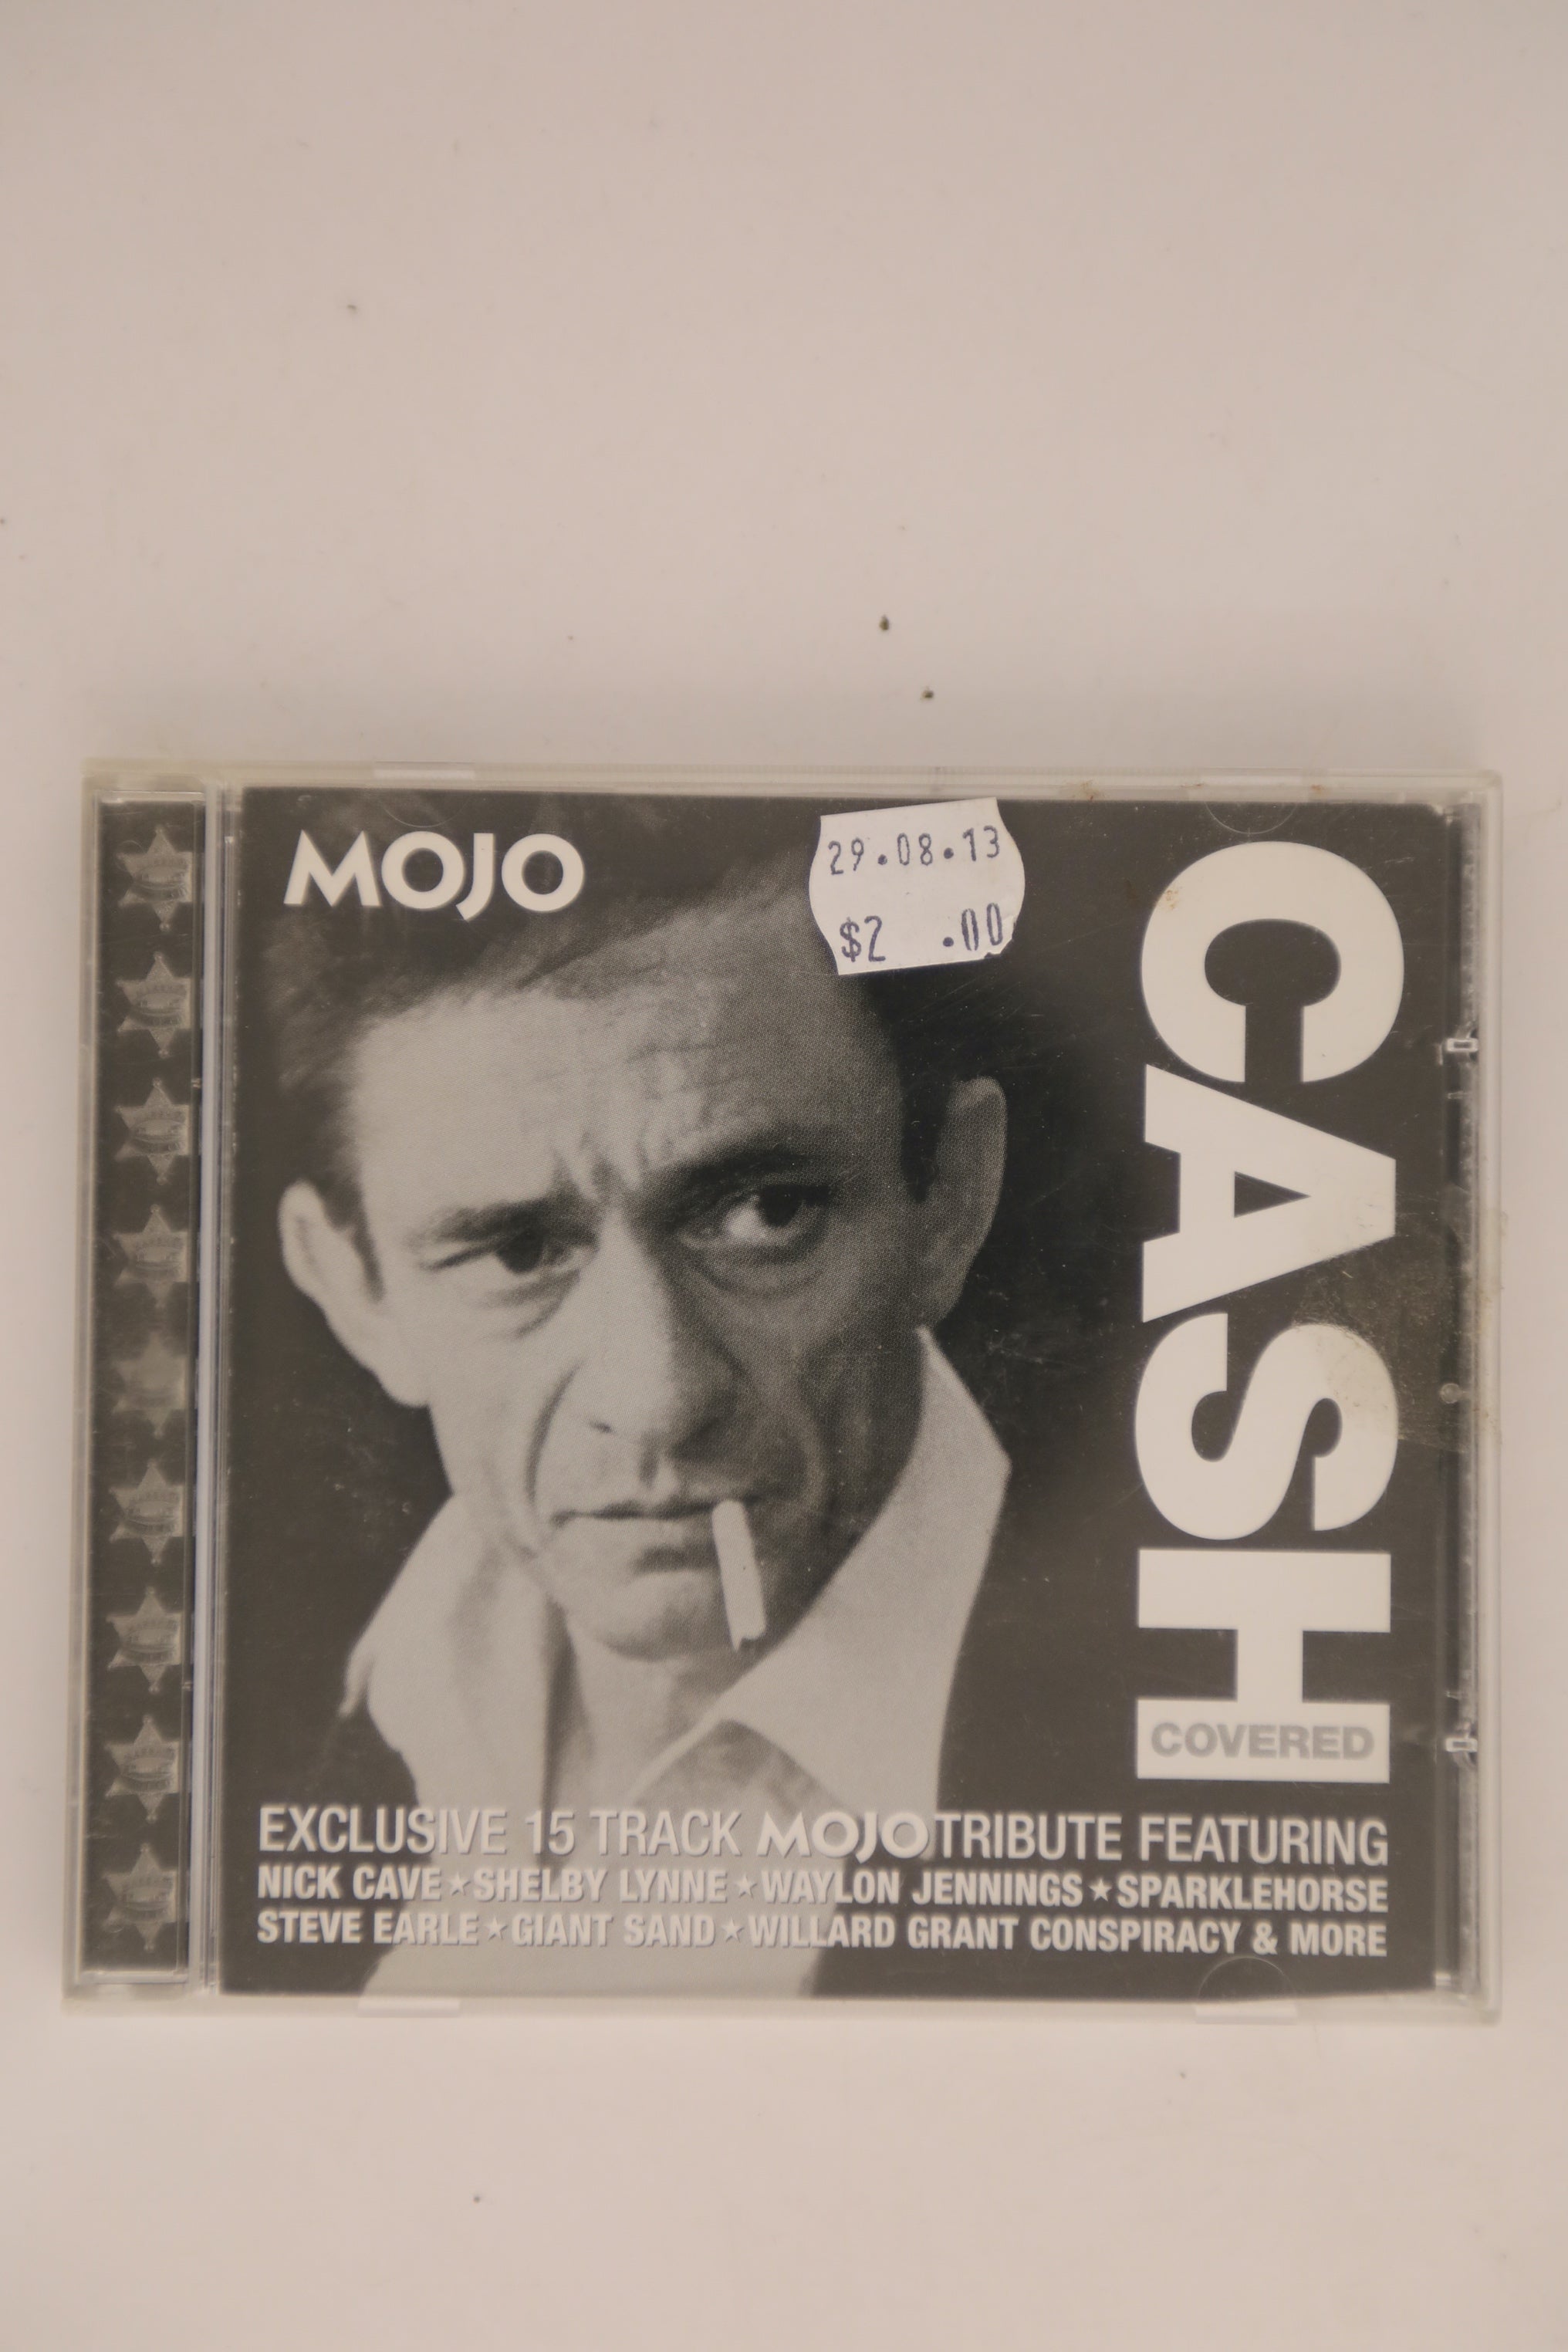 MOJO
29.08.13
$2 .00
CASH
COVERED
EXCLUSIVE 15 TRACK MOJO TRIBUTE FEATURING
NICK CAVE★SHELBY LYNNE★WAYLON JENNINGS★SPARKLEHORSE
STEVE EARLE★GIANT SAND★WILLARD GRANT CONSPIRACY & MORE